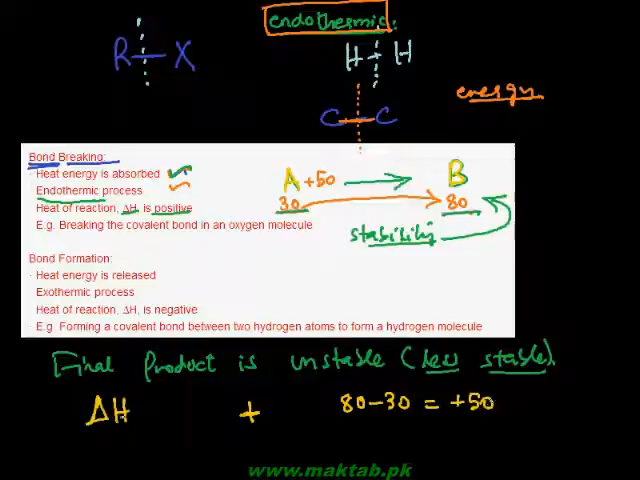 endothermic:
R—X
H—H
energy
C—C
Bond Breaking:
· Heat energy is absorbed
· Endothermic process
Heat of reaction, ΔH, is positive
· E.g. Breaking the covalent bond in an oxygen molecule
A +50 → B
30 80
stability
Bond Formation:
· Heat energy is released
Exothermic process
Heat of reaction, ΔH, is negative
· E.g. Forming a covalent bond between two hydrogen atoms to form a hydrogen molecule
Final product is unstable (less stable)
ΔH + 80-30 = +50
www.maktab.pk